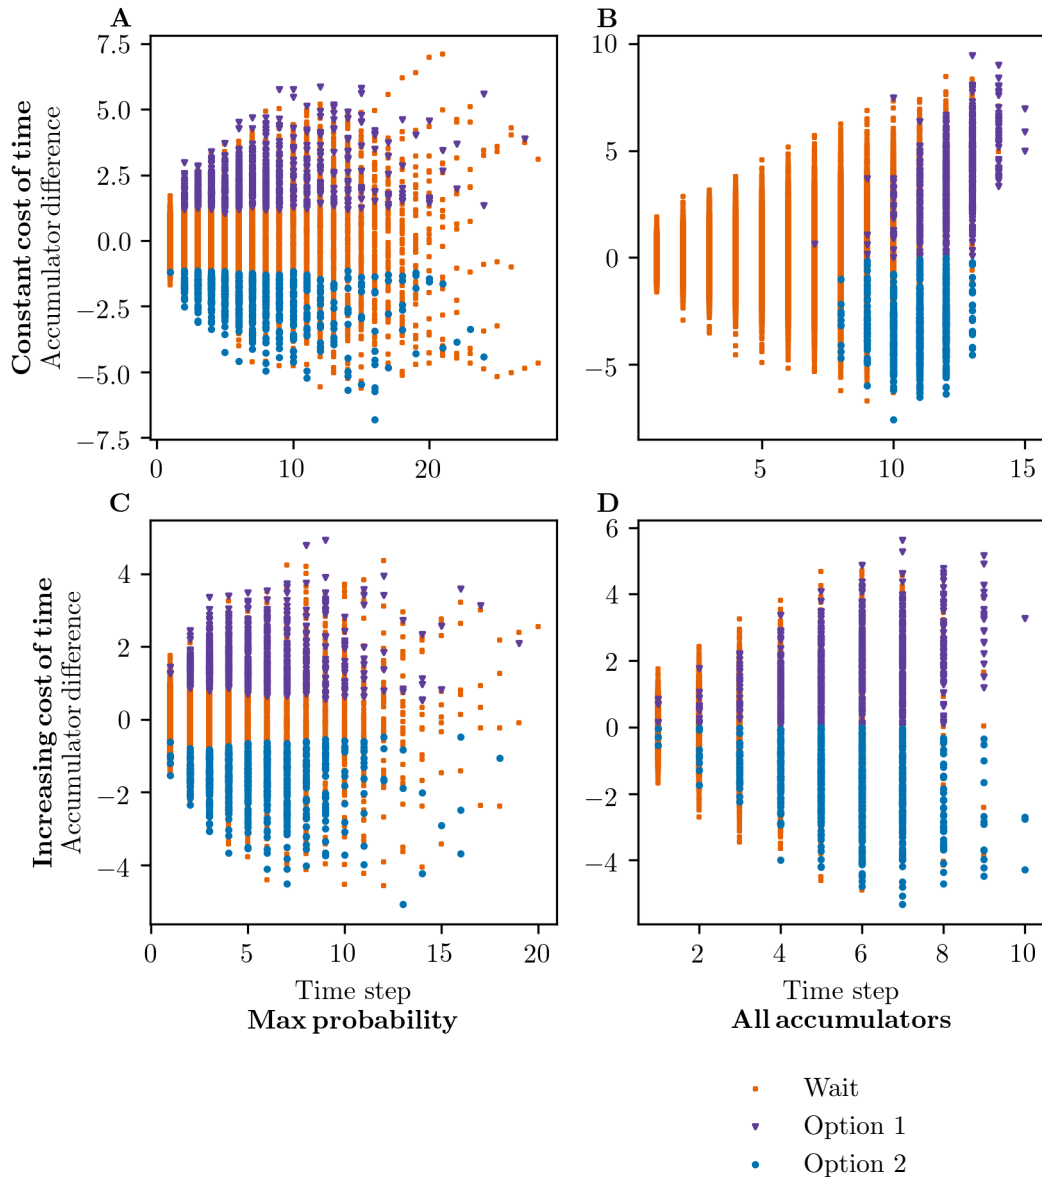 A
B
Constant cost of time
Accumulator difference
7.5
5.0
2.5
0.0
−2.5
−5.0
−7.5
0
10
20
10
5
0
−5
5
10
15
C
D
Increasing cost of time
Accumulator difference
4
2
0
−2
−4
0
5
10
15
20
Time step
Max probability
6
4
2
0
−2
−4
2
4
6
8
10
Time step
All accumulators
Wait
Option 1
Option 2